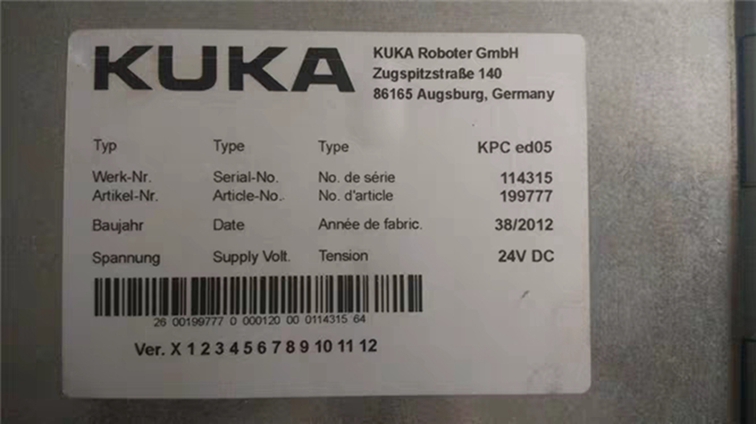 KUKA
KUKA Roboter GmbH
Zugspitzstraße 140
86165 Augsburg, Germany
Typ Type Type KPC ed05
Werk-Nr. Serial-No. No. de série 114315
Artikel-Nr. Article-No. No. d'article 199777
Baujahr Date Année de fabric. 38/2012
Spannung Supply Volt. Tension 24V DC
26 00199777 0 000120 00 0114315 64
Ver. X 1 2 3 4 5 6 7 8 9 10 11 12